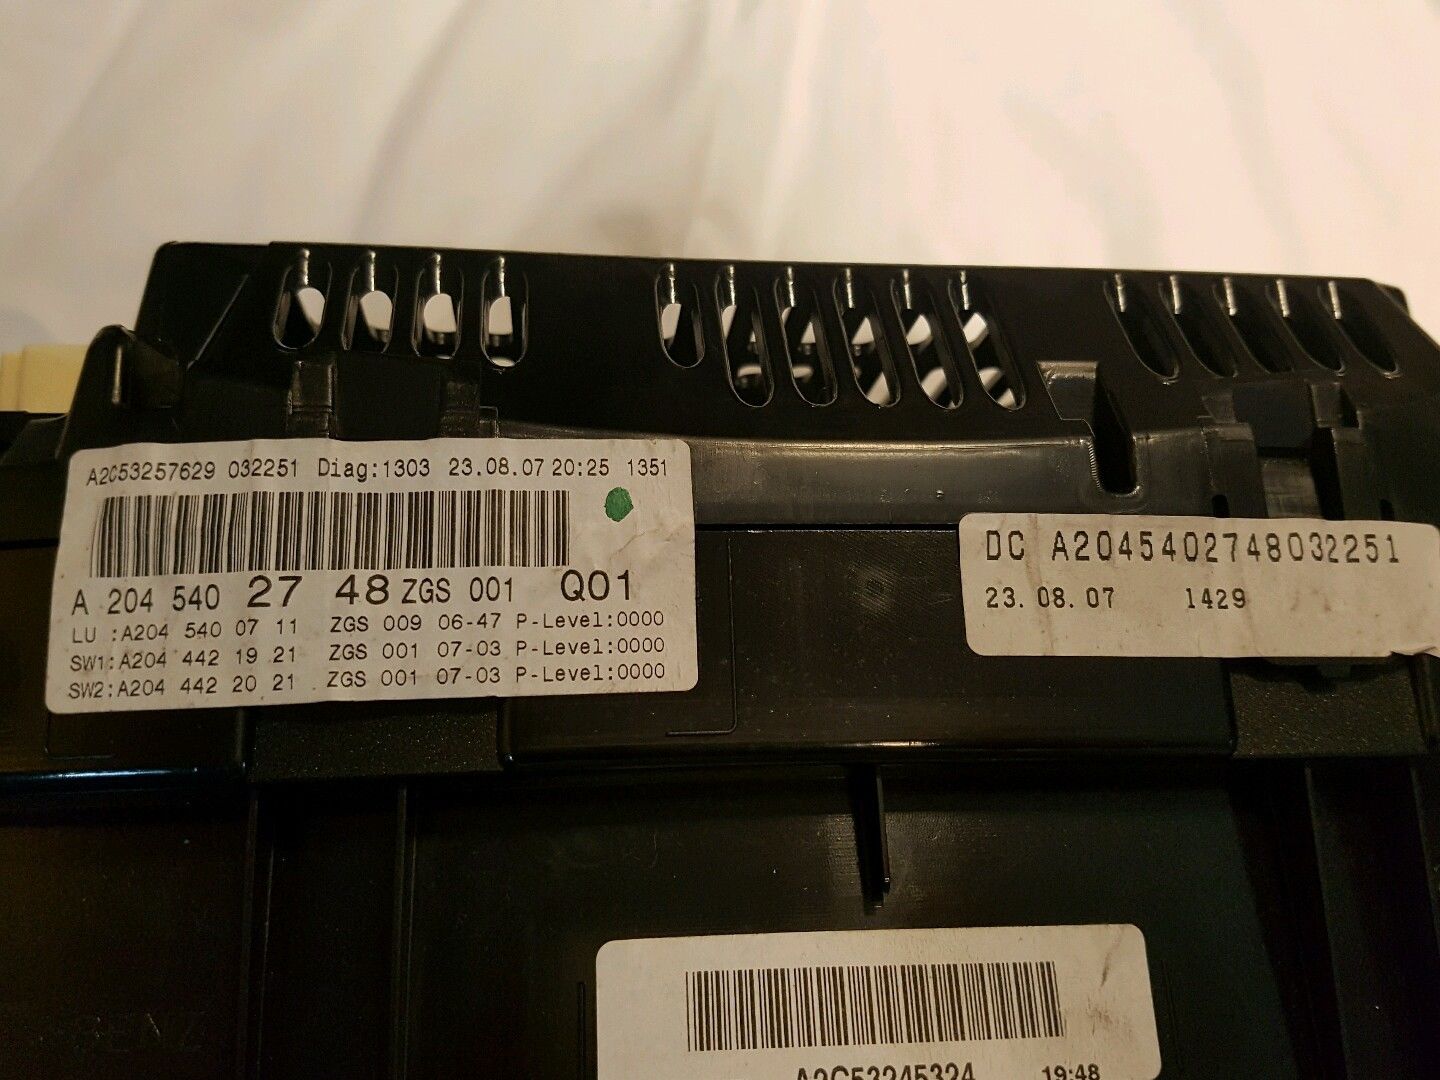 A2C53257629 032251 Diag:1303 23.08.07 20:25 1351
A 204 540 27 48 ZGS 001 Q01
LU :A204 540 07 11 ZGS 009 06-47 P-Level:0000
SW1:A204 442 19 21 ZGS 001 07-03 P-Level:0000
SW2:A204 442 20 21 ZGS 001 07-03 P-Level:0000
DC A2045402748032251
23.08.07 1429
A2C53245324 19:48